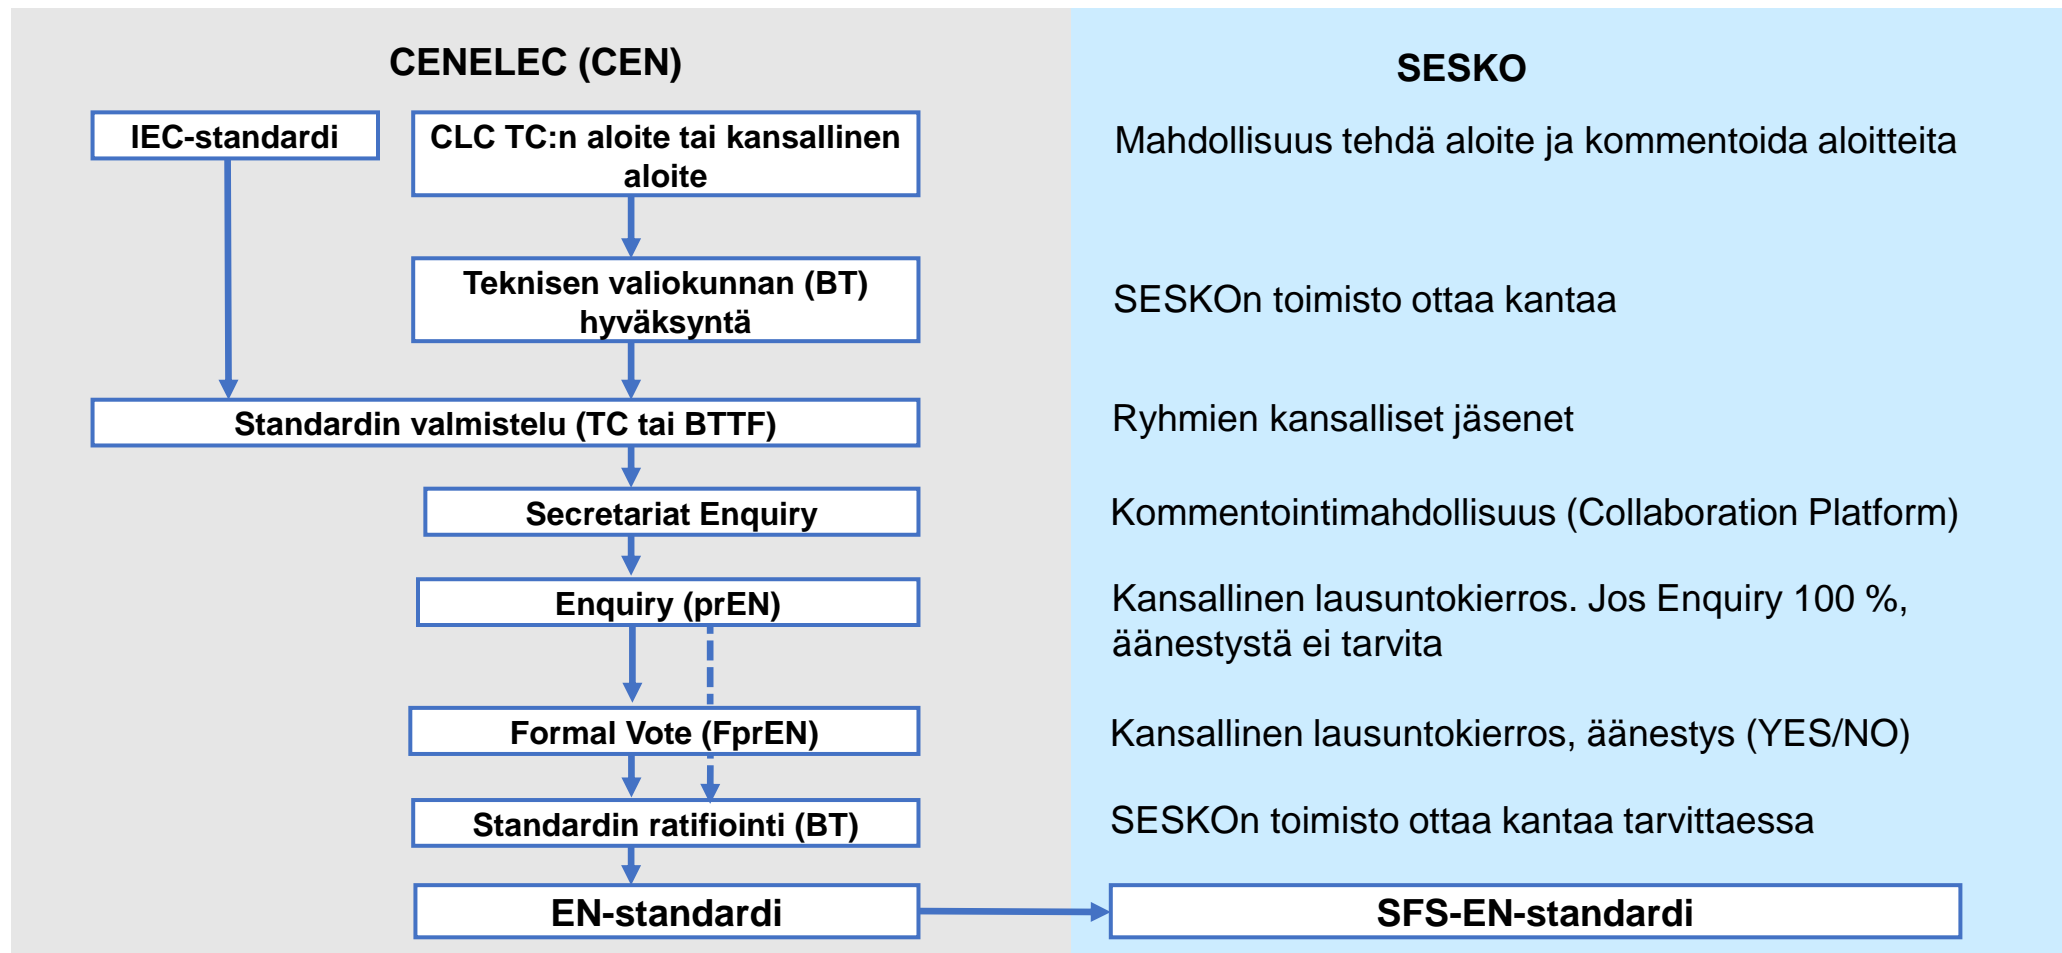 CENELEC (CEN)
SESKO
IEC-standardi
CLC TC:n aloite tai kansallinen
aloite
Mahdollisuus tehdä aloite ja kommentoida aloitteita
Teknisen valiokunnan (BT)
hyväksyntä
SESKOn toimisto ottaa kantaa
Standardin valmistelu (TC tai BTTF)
Ryhmien kansalliset jäsenet
Secretariat Enquiry
Kommentointimahdollisuus (Collaboration Platform)
Enquiry (prEN)
Kansallinen lausuntokierros. Jos Enquiry 100 %,
äänestystä ei tarvita
Formal Vote (FprEN)
Kansallinen lausuntokierros, äänestys (YES/NO)
Standardin ratifiointi (BT)
SESKOn toimisto ottaa kantaa tarvittaessa
EN-standardi
SFS-EN-standardi